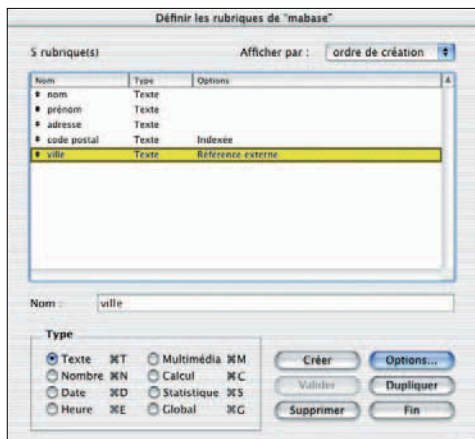 Définir les rubriques de "mabase"
5 rubrique(s) Afficher par : ordre de création
Nom Type Options
nom Texte
prénom Texte
adresse Texte
code postal Texte Indexée
ville Texte Référence externe
Nom : ville
Type
Texte ⌘T Multimédia ⌘M
Nombre ⌘N Calcul ⌘C
Date ⌘D Statistique ⌘S
Heure ⌘E Global ⌘G
Créer Options...
Valider Dupliquer
Supprimer Fin